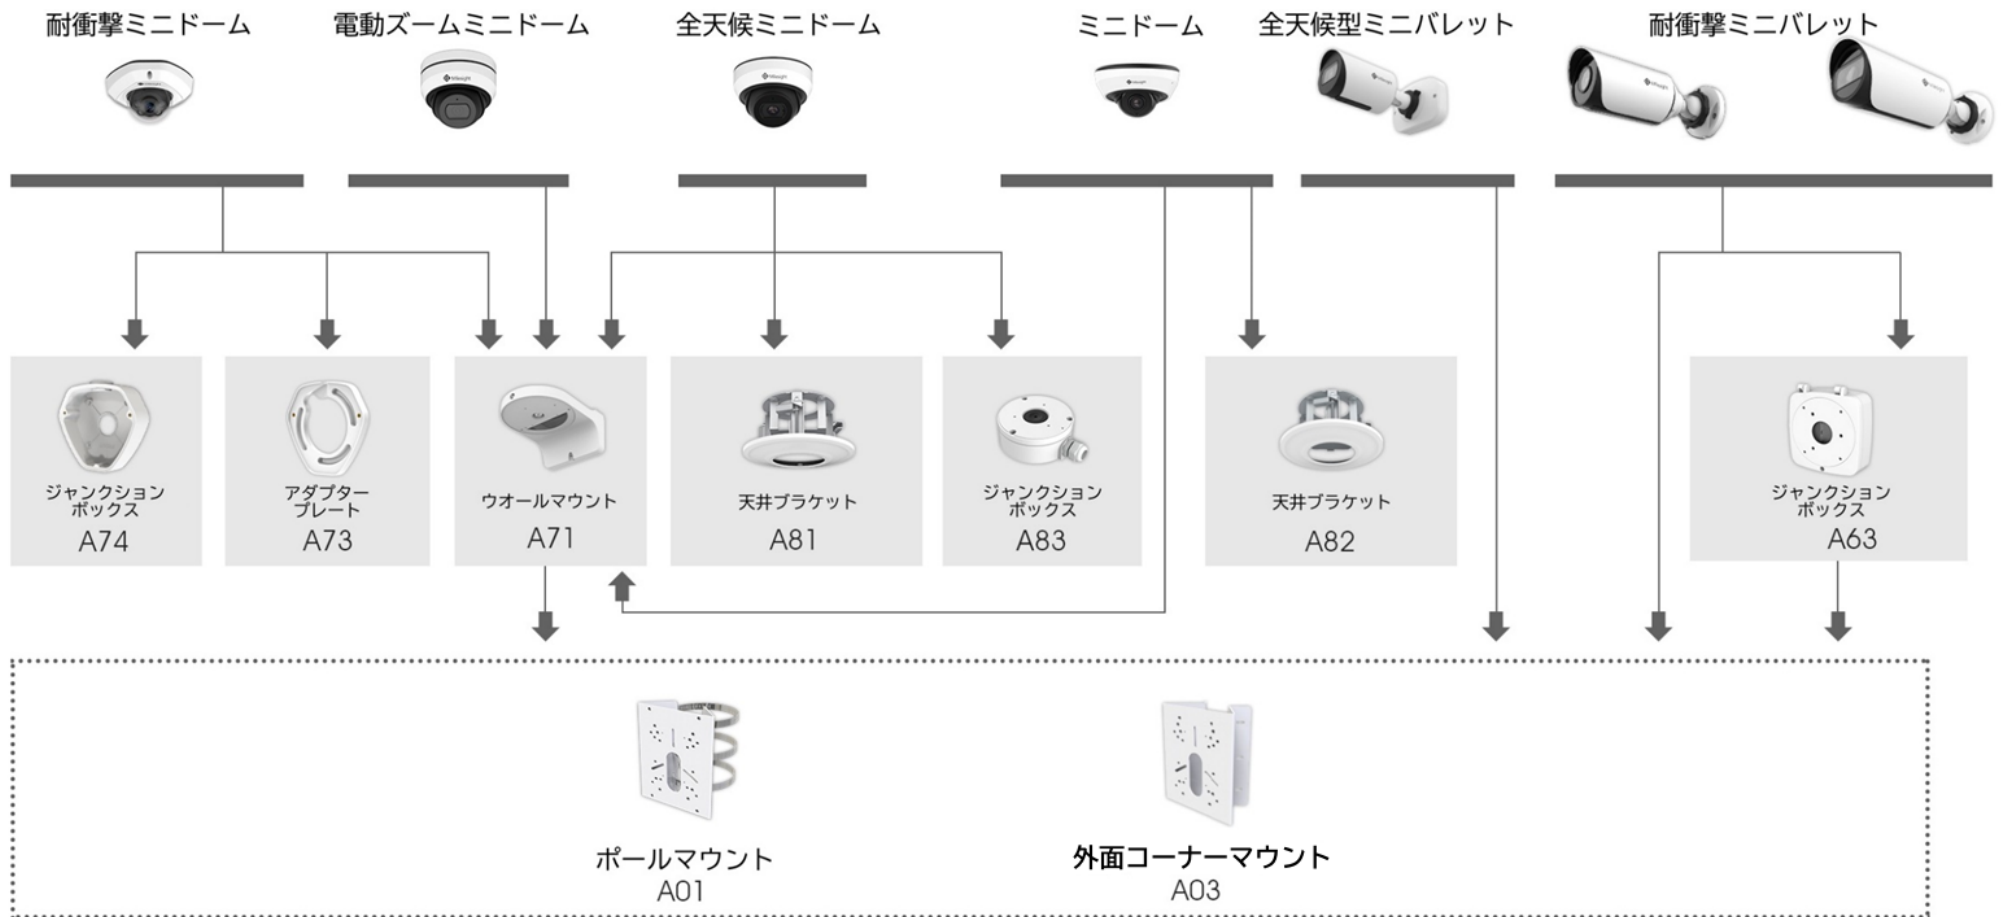 耐衝撃ミニドーム
電動ズームミニドーム
全天候ミニドーム
ミニドーム
全天候型ミニバレット
耐衝撃ミニバレット
ジャンクション
ボックス
A74
アダプター
プレート
A73
ウオールマウント
A71
天井ブラケット
A81
ジャンクション
ボックス
A83
天井ブラケット
A82
ジャンクション
ボックス
A63
ポールマウント
A01
外面コーナーマウント
A03